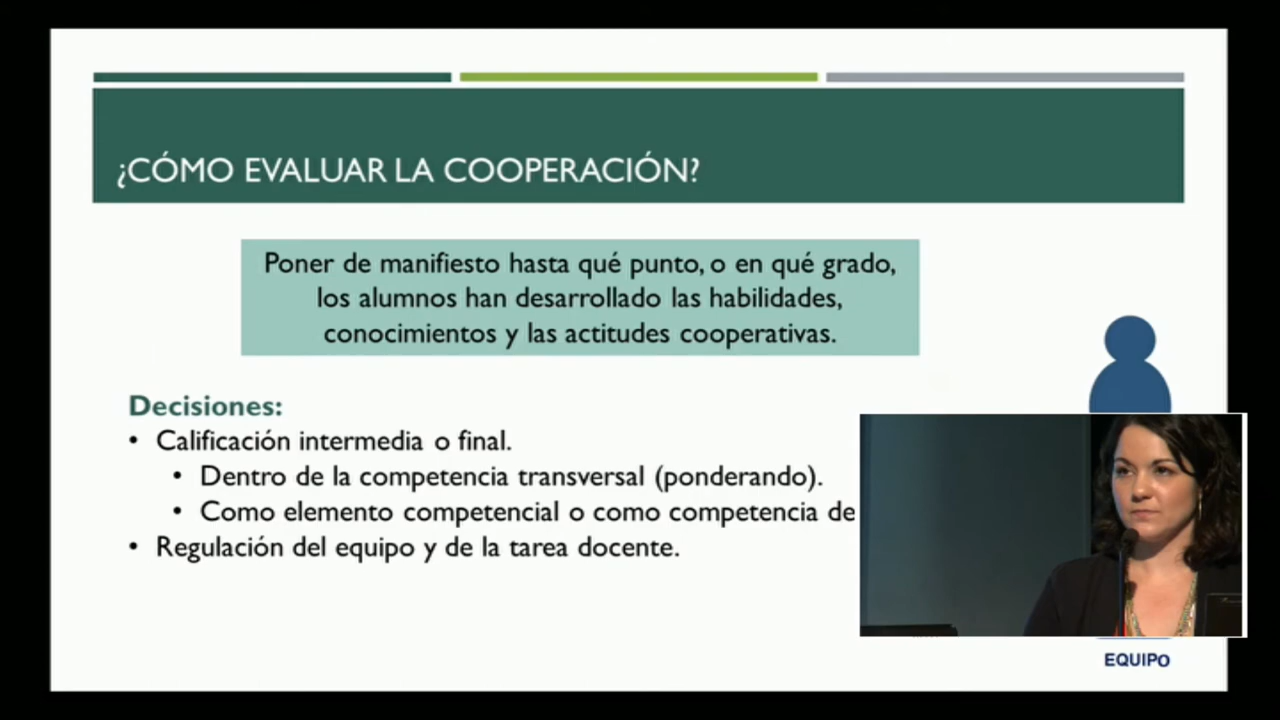 ¿CÓMO EVALUAR LA COOPERACIÓN?
Poner de manifiesto hasta qué punto, o en qué grado,
los alumnos han desarrollado las habilidades,
conocimientos y las actitudes cooperativas.
Decisiones:
• Calificación intermedia o final.
• Dentro de la competencia transversal (ponderando).
• Como elemento competencial o como competencia de
• Regulación del equipo y de la tarea docente.
EQUIPO